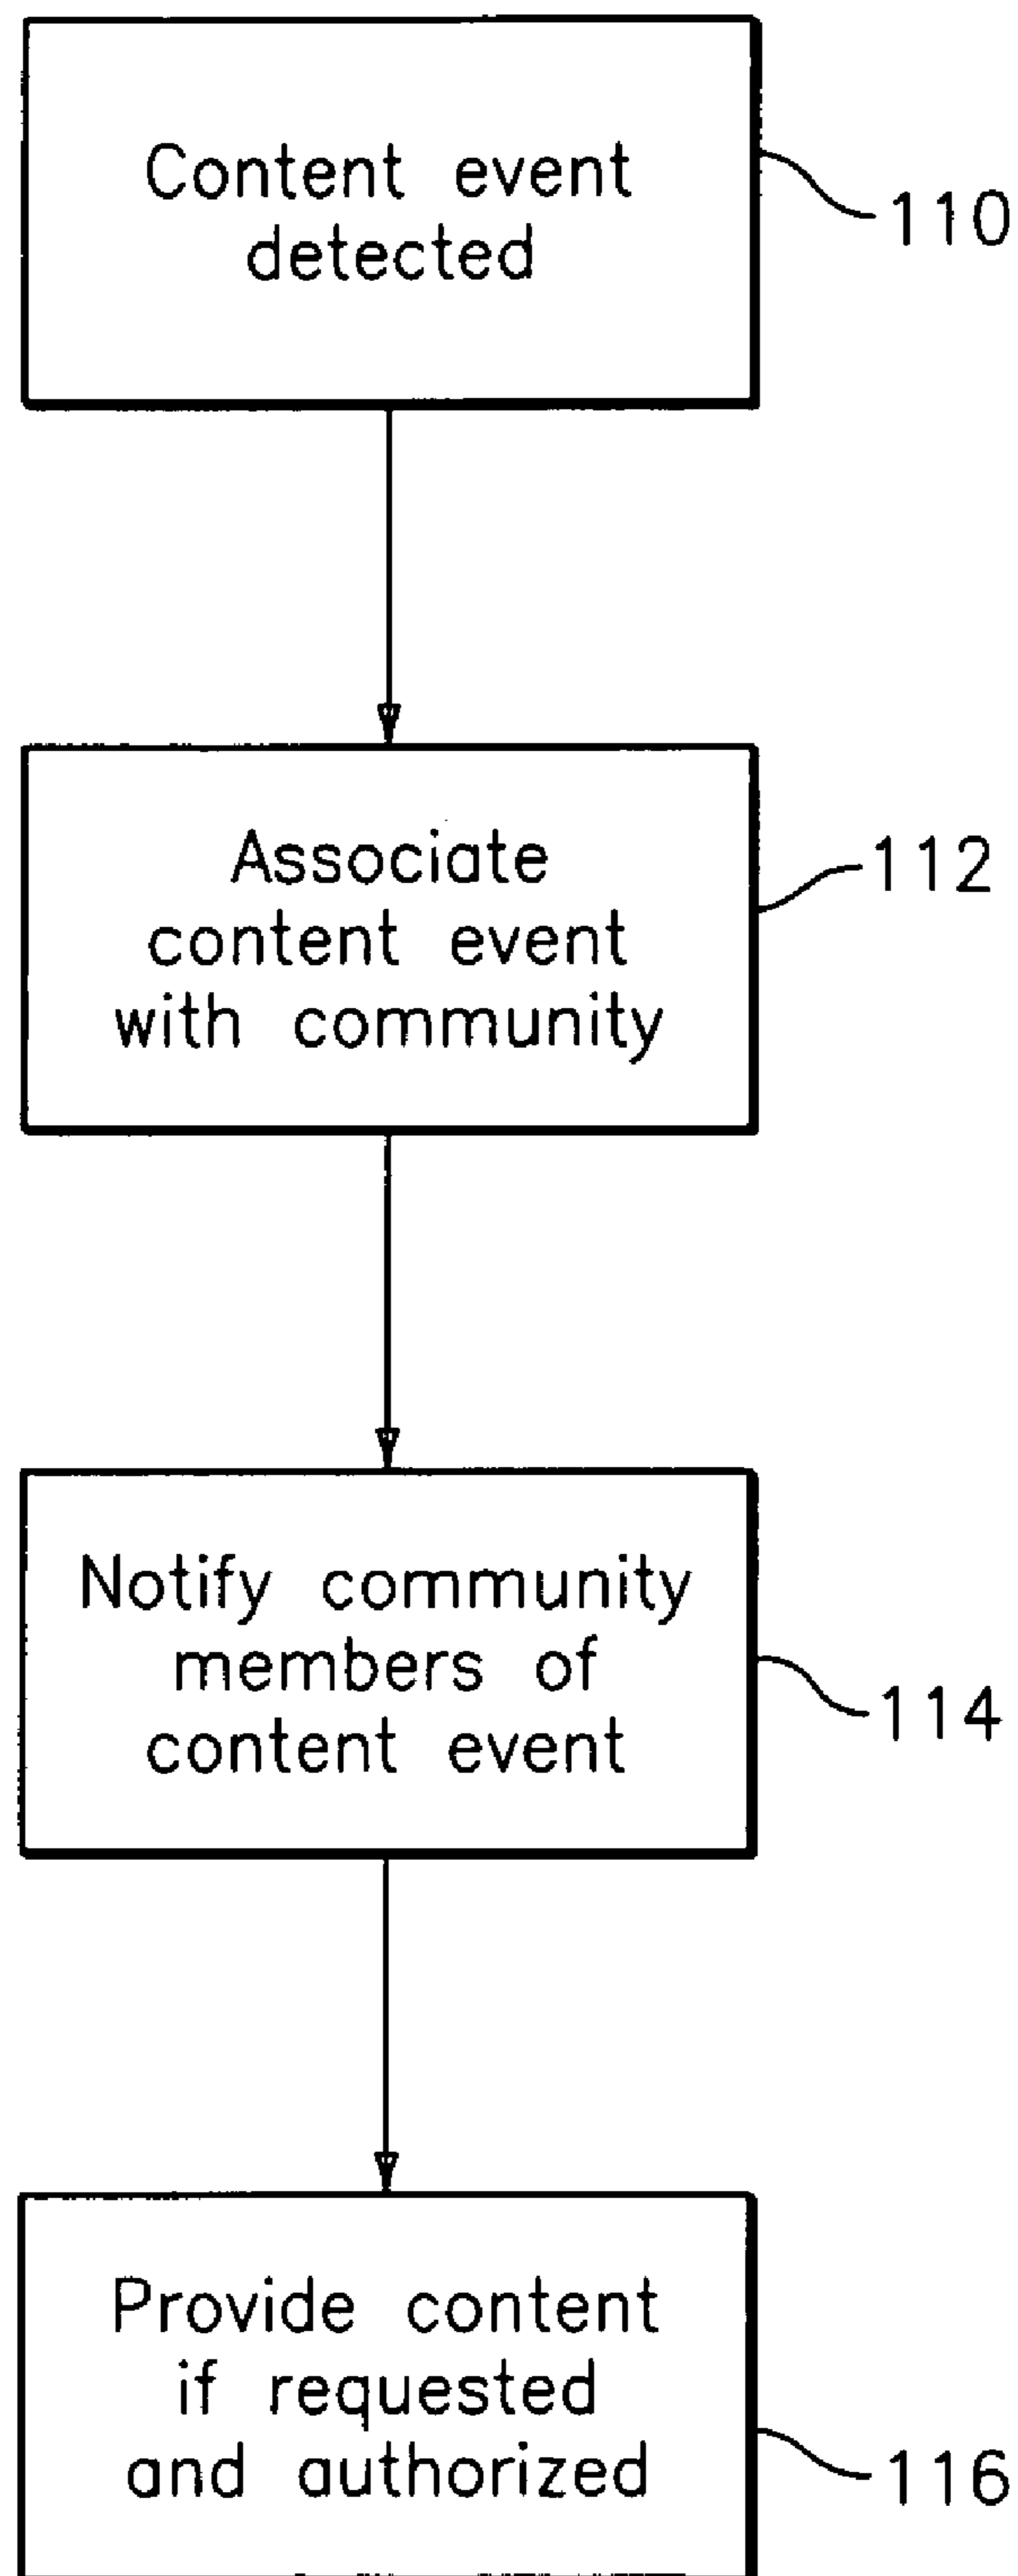 Content event
detected
110
Associate
content event
with community
112
Notify community
members of
content event
114
Provide content
if requested
and authorized
116